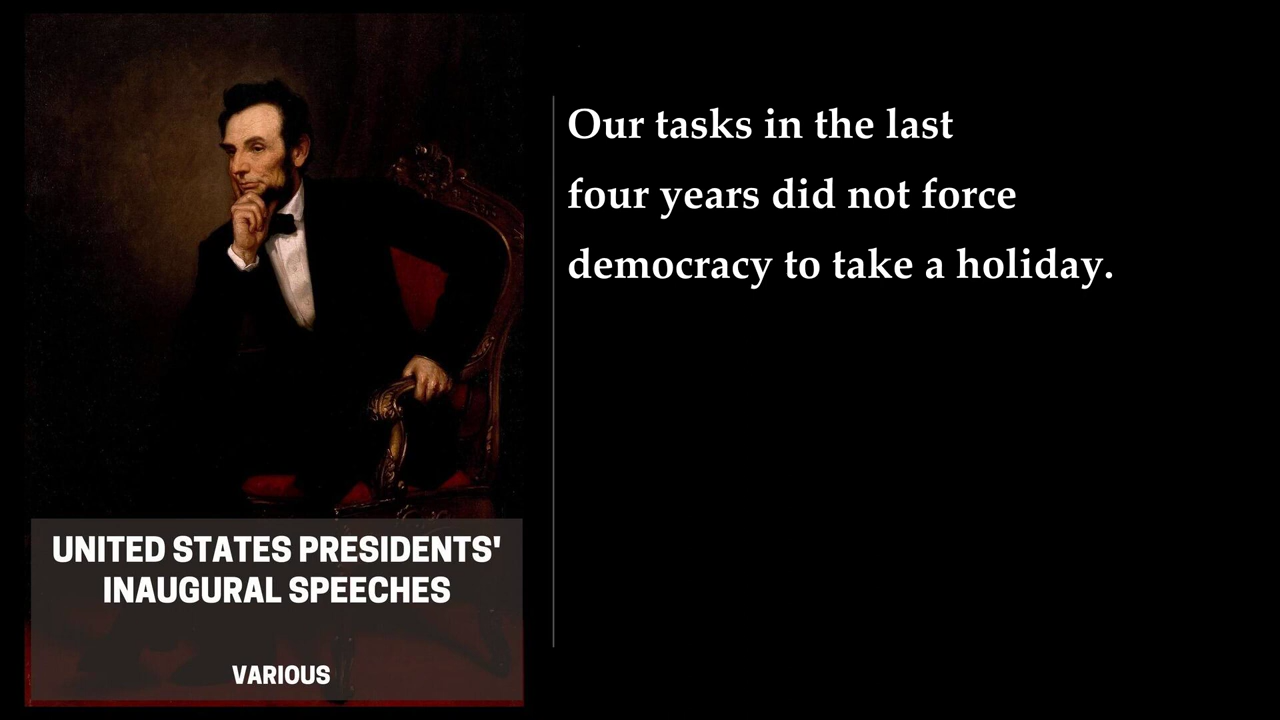 Our tasks in the last
four years did not force
democracy to take a holiday.
UNITED STATES PRESIDENTS'
INAUGURAL SPEECHES
VARIOUS